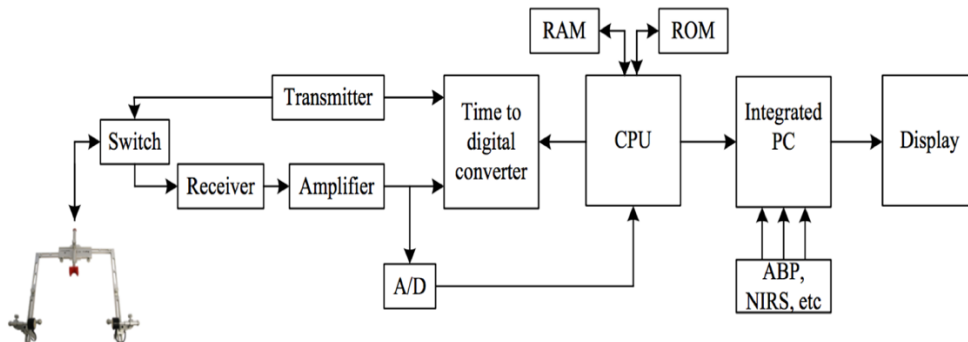 RAM
ROM
Transmitter
Time to
digital
converter
CPU
Integrated
PC
Display
Switch
Receiver
Amplifier
A/D
ABP,
NIRS, etc